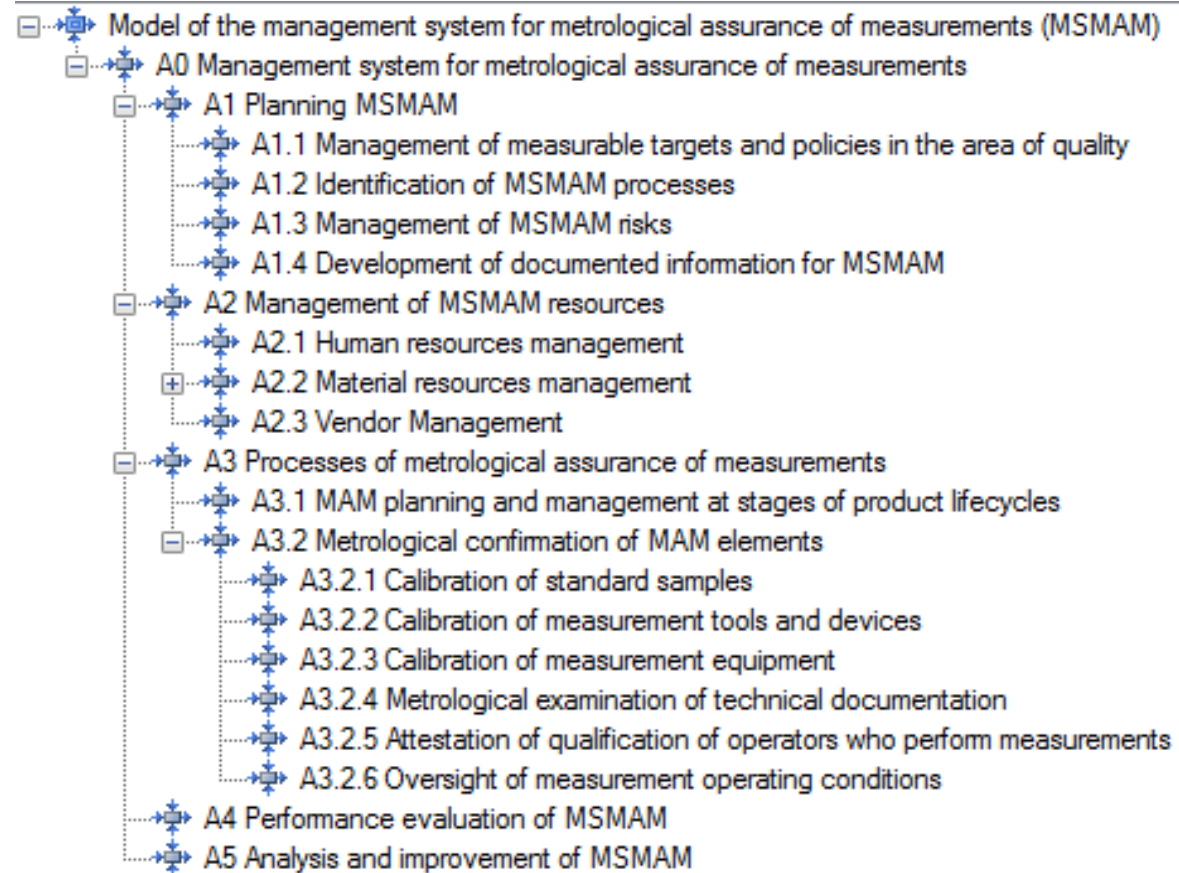 Model of the management system for metrological assurance of measurements (MSMAM)
A0 Management system for metrological assurance of measurements
A1 Planning MSMAM
A1.1 Management of measurable targets and policies in the area of quality
A1.2 Identification of MSMAM processes
A1.3 Management of MSMAM risks
A1.4 Development of documented information for MSMAM
A2 Management of MSMAM resources
A2.1 Human resources management
A2.2 Material resources management
A2.3 Vendor Management
A3 Processes of metrological assurance of measurements
A3.1 MAM planning and management at stages of product lifecycles
A3.2 Metrological confirmation of MAM elements
A3.2.1 Calibration of standard samples
A3.2.2 Calibration of measurement tools and devices
A3.2.3 Calibration of measurement equipment
A3.2.4 Metrological examination of technical documentation
A3.2.5 Attestation of qualification of operators who perform measurements
A3.2.6 Oversight of measurement operating conditions
A4 Performance evaluation of MSMAM
A5 Analysis and improvement of MSMAM